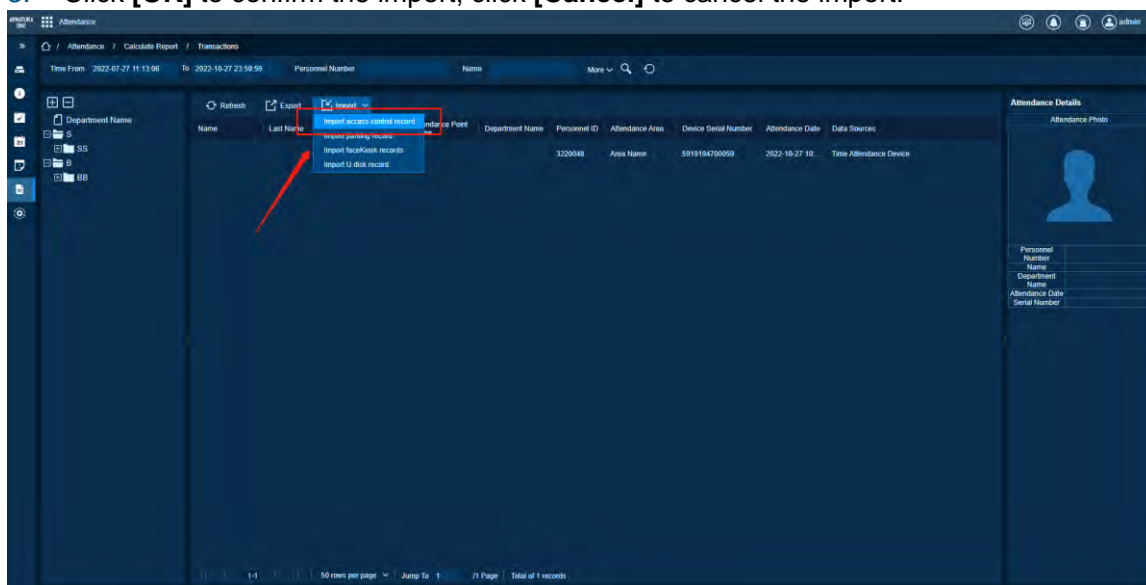 Click [OK] to confirm the import, click [Cancel] to cancel the import.
ARMATURA ONE Attendance admin
/ Attendance / Calculate Report / Transactions
Time From 2022-07-27 11:13:06 To 2022-10-27 23:59:59 Personnel Number Name More
Refresh Export Import
Attendance Details
Department Name
S
SS
B
BB
Name Last Name Department Name Personnel ID Attendance Area Device Serial Number Attendance Date Data Sources
Import access control record
Import parking record
Import faceKiosk records
Import U disk record
3220048 Area Name 5919194700059 2022-10-27 10:... Time Attendance Device
Attendance Photo
Personnel Number
Name
Department Name
Attendance Date
Serial Number
1-1 50 rows per page Jump To 1 /1 Page Total of 1 records